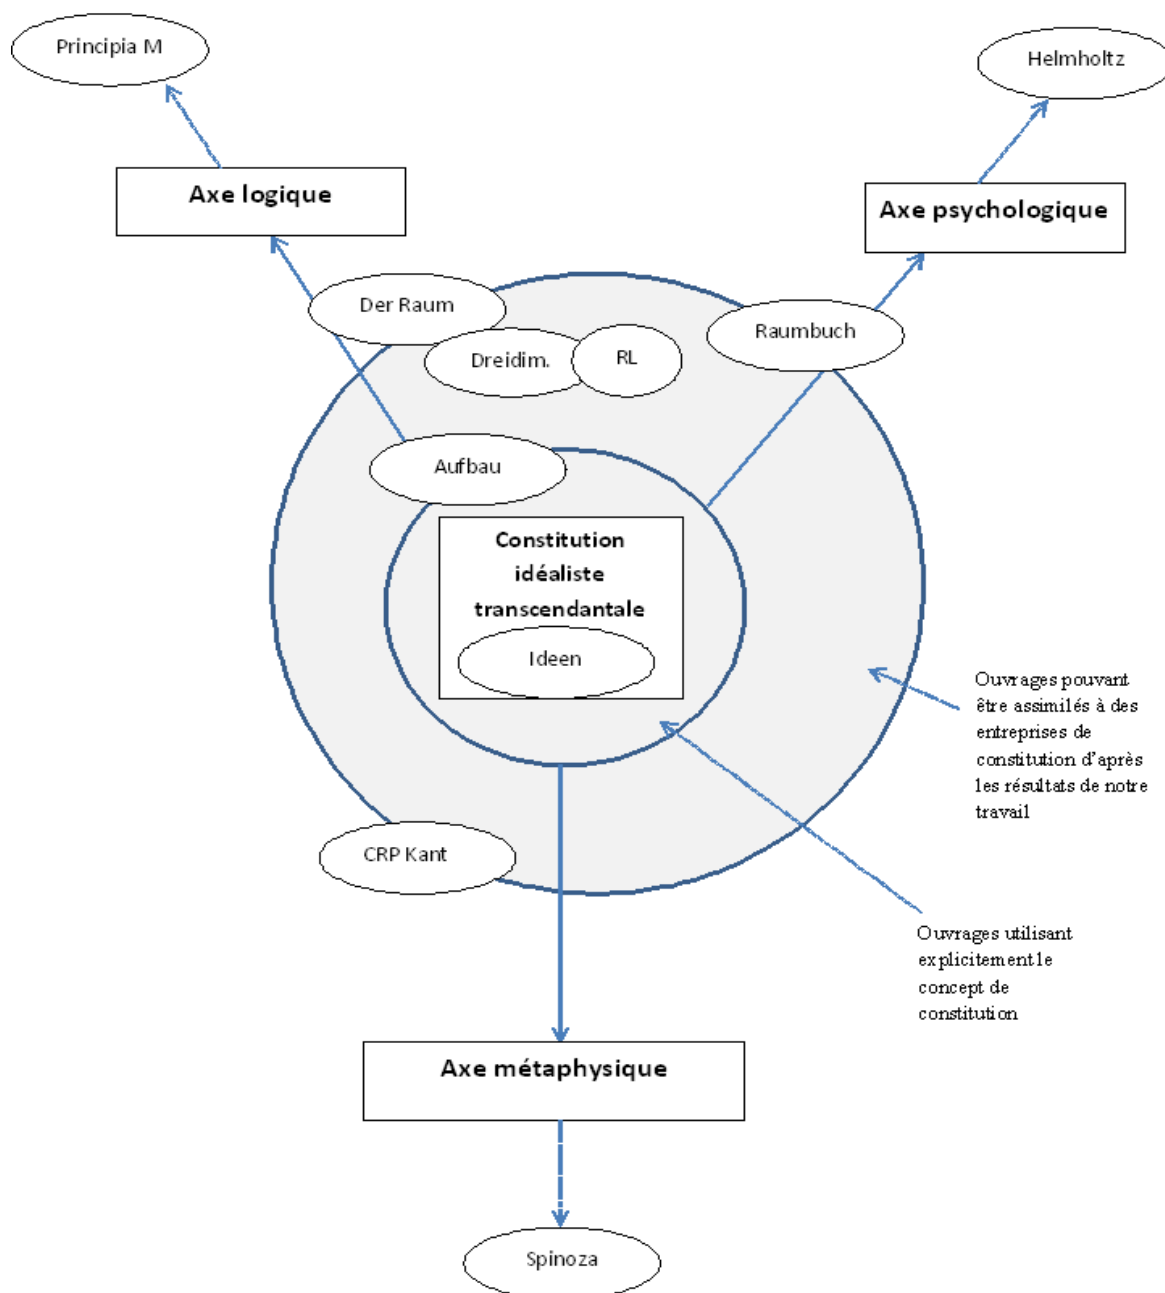 Principia M
Helmholtz
Axe logique
Axe psychologique
Der Raum
Raumbuch
Dreidim.
RL
Aufbau
Constitution
idéaliste
transcendantale
Ideen
Ouvrages pouvant
être assimilés à des
entreprises de
constitution d'après
les résultats de notre
travail
CRP Kant
Ouvrages utilisant
explicitement le
concept de
constitution
Axe métaphysique
Spinoza